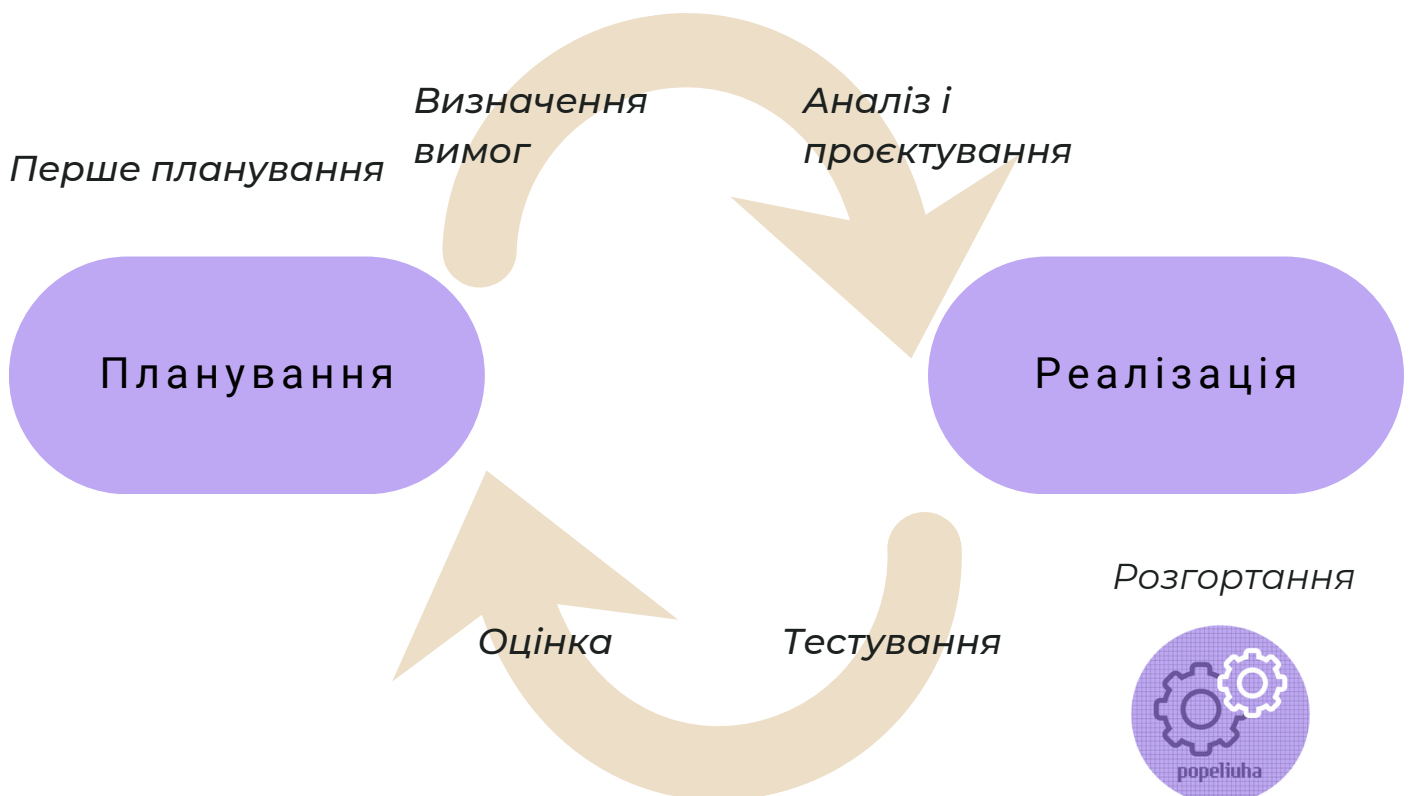 Визначення
вимог
Аналіз і
проєктування
Перше планування
Планування
Реалізація
Розгортання
Оцінка
Тестування
popeliuha